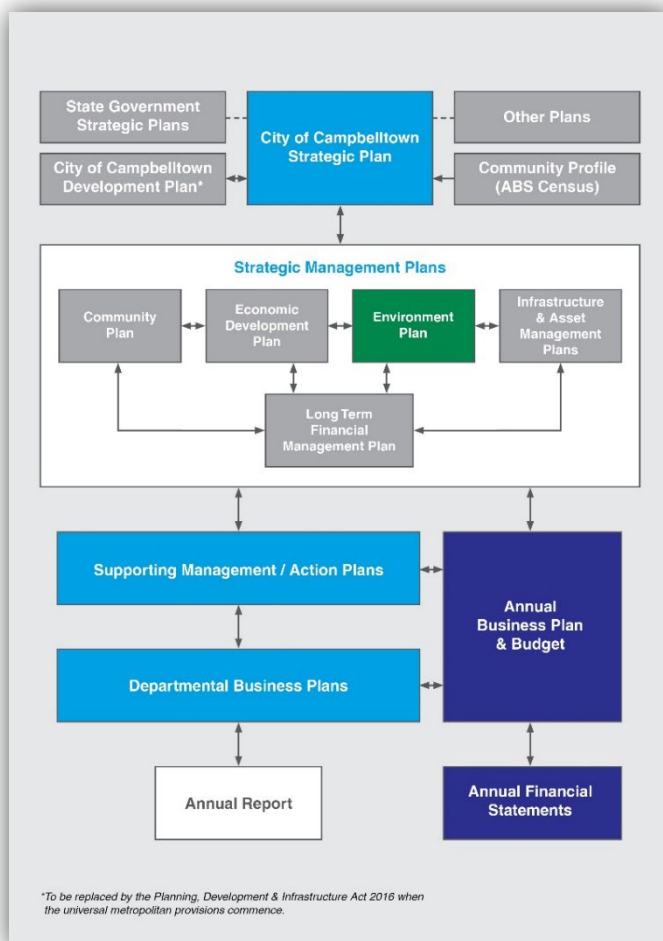 State Government
Strategic Plans
City of Campbelltown
Strategic Plan
Other Plans
City of Campbelltown
Development Plan*
Community Profile
(ABS Census)
Strategic Management Plans
Community
Plan
Economic
Development
Plan
Environment
Plan
Infrastructure
& Asset
Management
Plans
Long Term
Financial
Management Plan
Supporting Management / Action Plans
Annual
Business Plan
& Budget
Departmental Business Plans
Annual Report
Annual Financial
Statements
*To be replaced by the Planning, Development & Infrastructure Act 2016 when
the universal metropolitan provisions commence.